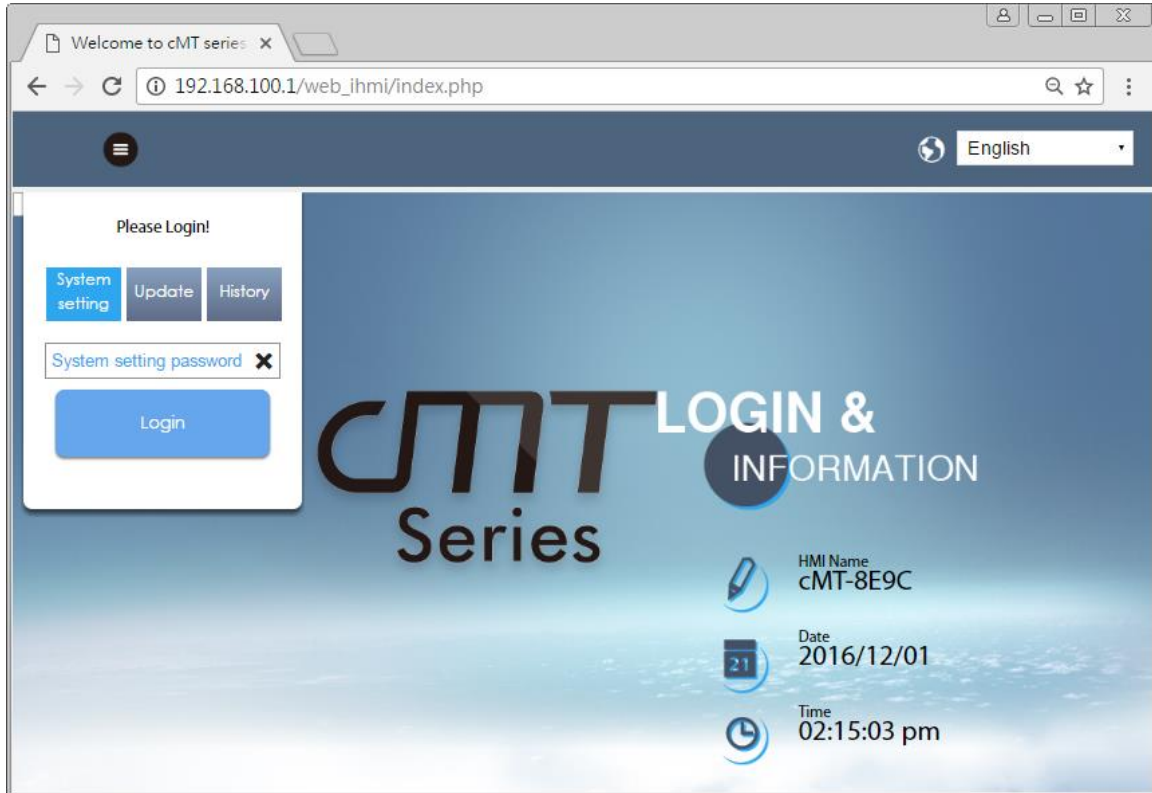 Welcome to cMT series
192.168.100.1/web_ihmi/index.php
English
Please Login!
System
setting
Update
History
System setting password
Login
cMT
Series
LOGIN &
INFORMATION
HMI Name
cMT-8E9C
21
Date
2016/12/01
Time
02:15:03 pm